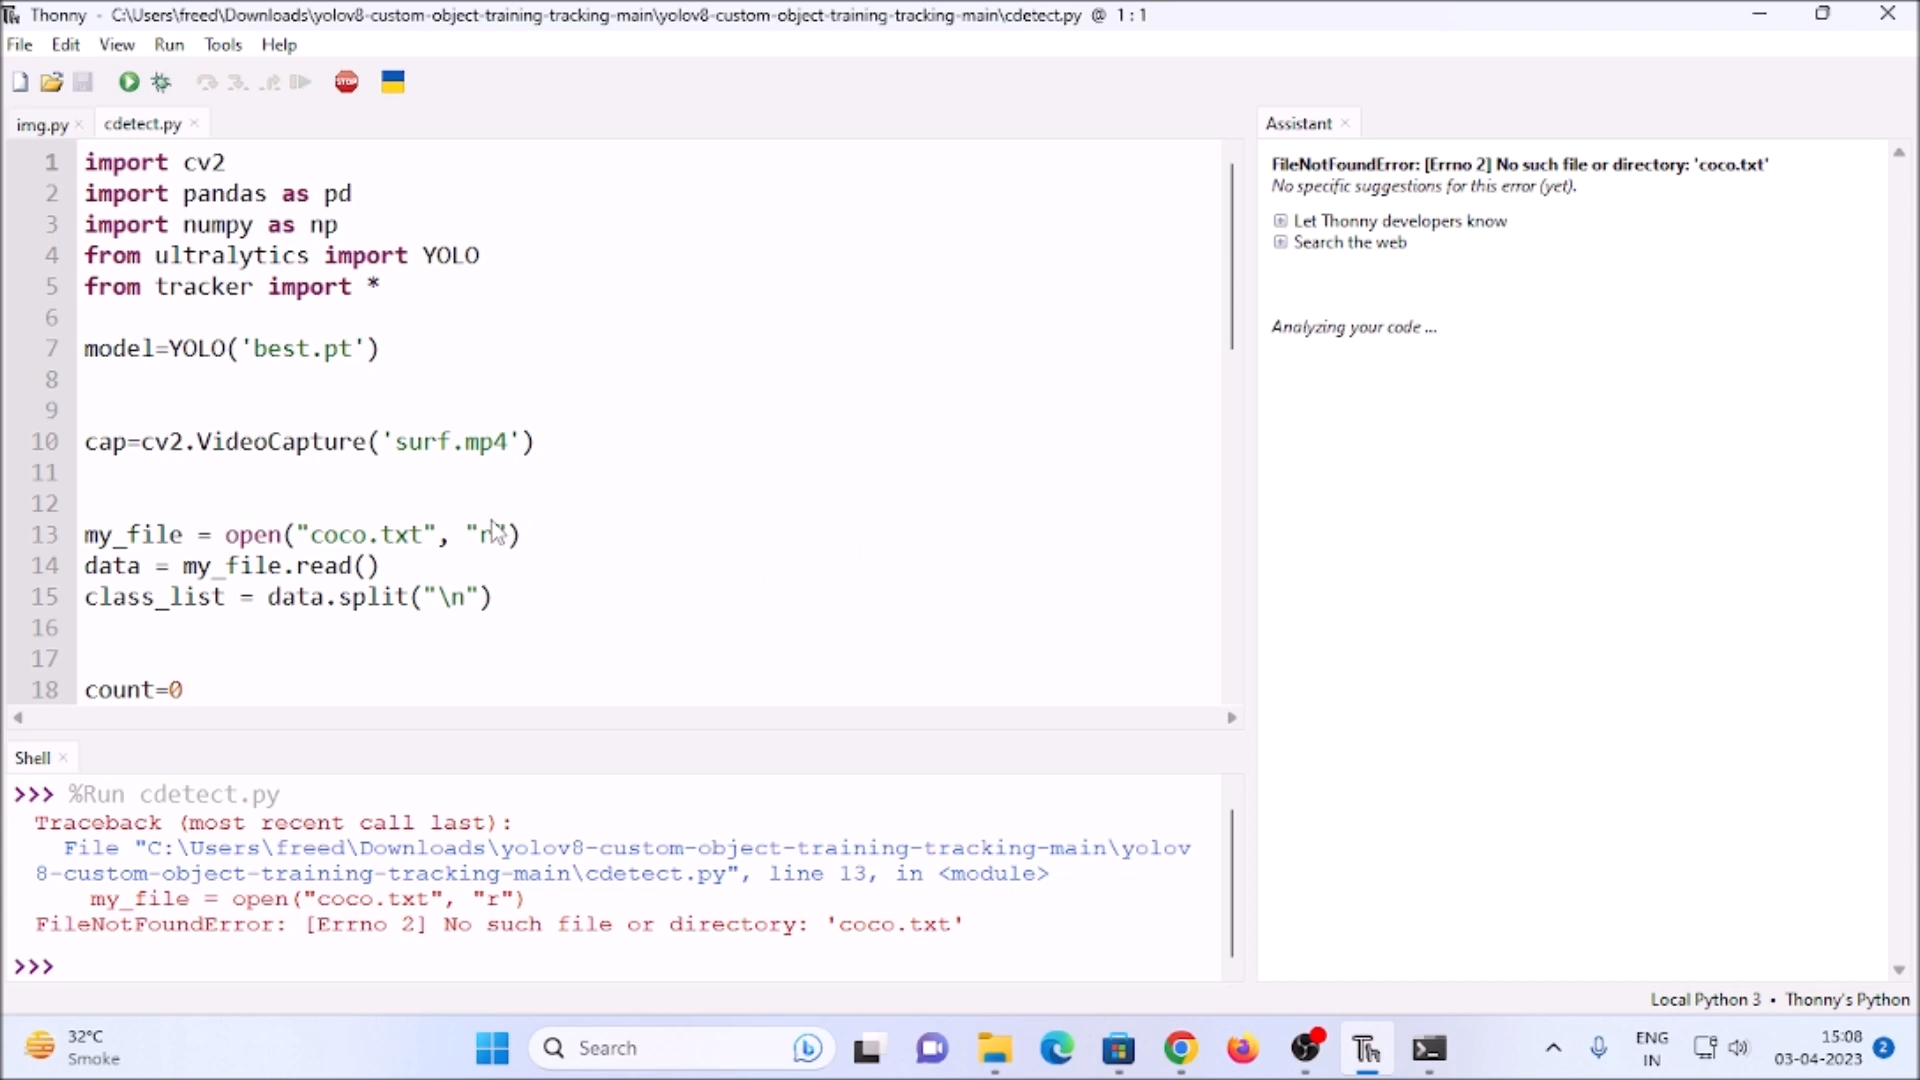 Thonny - C:\Users\freed\Downloads\yolov8-custom-object-training-tracking-main\yolov8-custom-object-training-tracking-main\cdetect.py @ 1 : 1
File Edit View Run Tools Help
STOP
img.py × cdetect.py ×
1 import cv2
2 import pandas as pd
3 import numpy as np
4 from ultralytics import YOLO
5 from tracker import *
6
7 model=YOLO('best.pt')
8
9
10 cap=cv2.VideoCapture('surf.mp4')
11
12
13 my_file = open("coco.txt", "r")
14 data = my_file.read()
15 class_list = data.split("\n")
16
17
18 count=0
Shell ×
>>> %Run cdetect.py
Traceback (most recent call last):
File "C:\Users\freed\Downloads\yolov8-custom-object-training-tracking-main\yolov
8-custom-object-training-tracking-main\cdetect.py", line 13, in <module>
my_file = open("coco.txt", "r")
FileNotFoundError: [Errno 2] No such file or directory: 'coco.txt'
>>>
Assistant ×
FileNotFoundError: [Errno 2] No such file or directory: 'coco.txt'
No specific suggestions for this error (yet).
Let Thonny developers know
Search the web
Analyzing your code ...
Local Python 3 • Thonny's Python
32°C
Smoke
Search
ENG
IN
15:08
03-04-2023
2